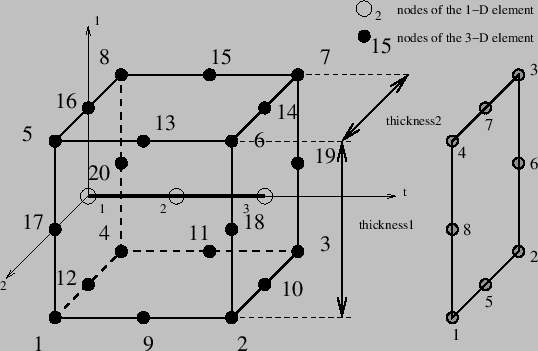 1
2 nodes of the 1-D element
15 nodes of the 3-D element
8 15 7
3
16 14
7
thickness2
5 13 6
4
20 19 6
1 2 3 t
17 18
thickness1
8
4 11 3
2
2
12 10
5
1 9 2
1